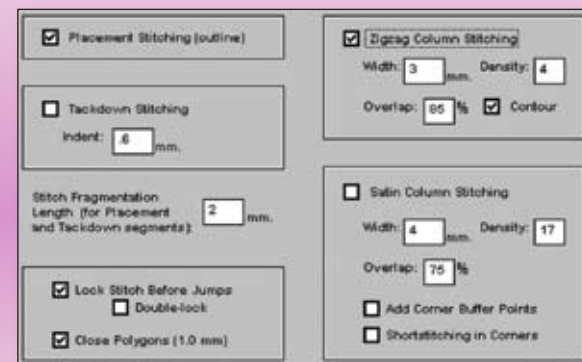 Placement Stitching (outline)
Tackdown Stitching
Indent: .6 mm.
Stitch Fragmentation
Length (for Placement
and Tackdown segments): 2 mm.
Lock Stitch Before Jumps
Double-lock
Close Polygons (1.0 mm)
Zigzag Column Stitching
Width: 3 mm. Density: 4
Overlap: 85 % Contour
Satin Column Stitching
Width: 4 mm. Density: 17
Overlap: 75 %
Add Corner Buffer Points
Shortstitching in Corners